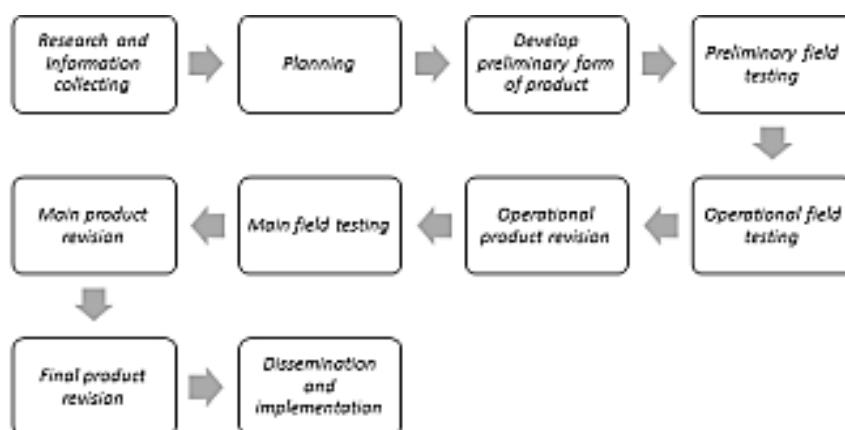 Research and
Information
collecting
Planning
Develop
preliminary form
of product
Preliminary field
testing
Operational field
testing
Operational
product revision
Main field testing
Main product
revision
Final product
revision
Dissemination
and
implementation